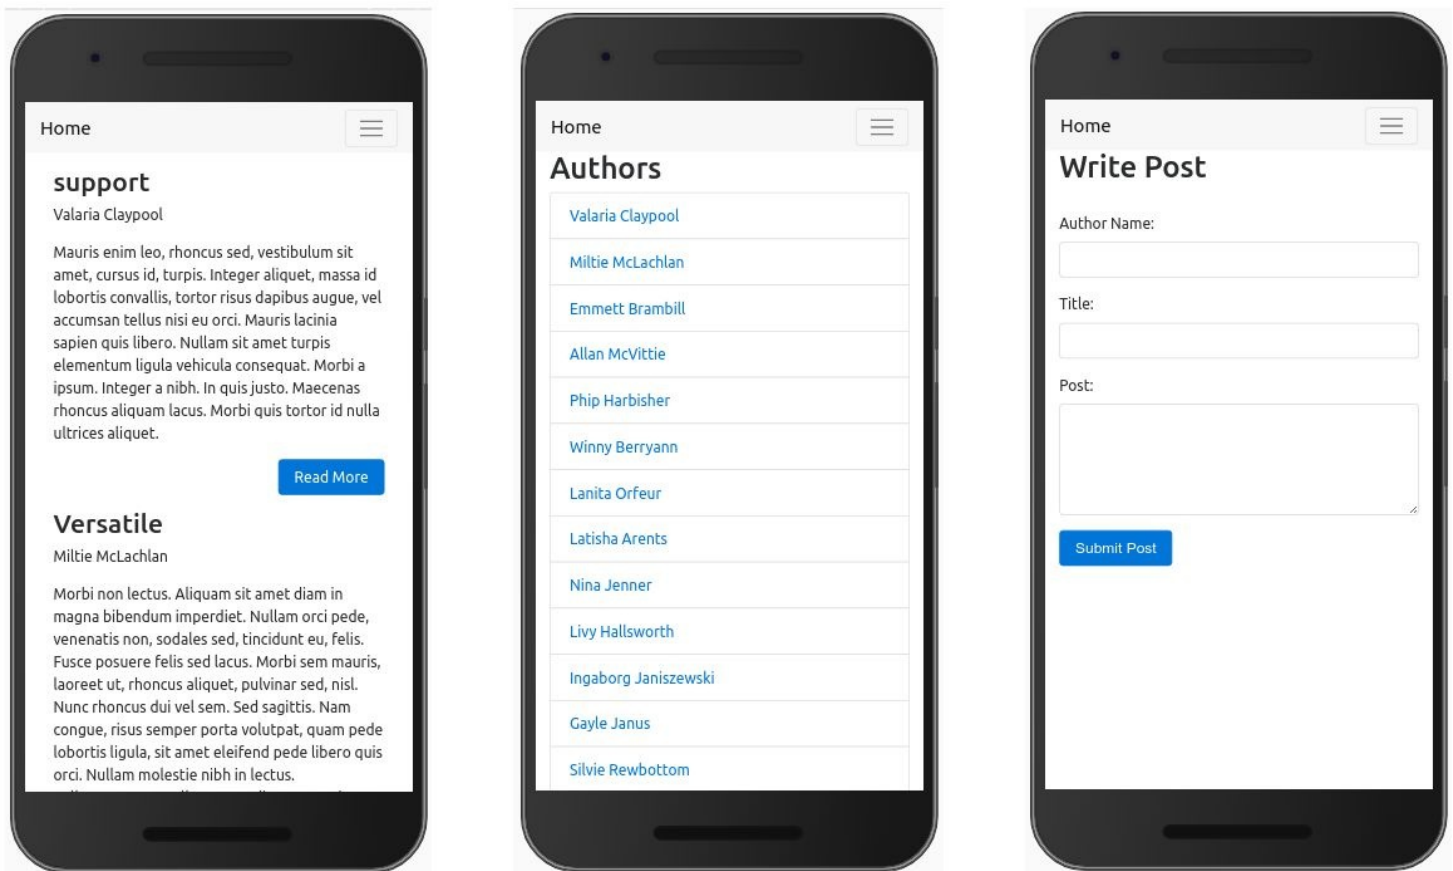 Home
support
Valaria Claypool
Mauris enim leo, rhoncus sed, vestibulum sit
amet, cursus id, turpis. Integer aliquet, massa id
lobortis convallis, tortor risus dapibus augue, vel
accumsan tellus nisi eu orci. Mauris lacinia
sapien quis libero. Nullam sit amet turpis
elementum ligula vehicula consequat. Morbi a
ipsum. Integer a nibh. In quis justo. Maecenas
rhoncus aliquam lacus. Morbi quis tortor id nulla
ultrices aliquet.
Read More
Versatile
Miltie McLachlan
Morbi non lectus. Aliquam sit amet diam in
magna bibendum imperdiet. Nullam orci pede,
venenatis non, sodales sed, tincidunt eu, felis.
Fusce posuere felis sed lacus. Morbi sem mauris,
laoreet ut, rhoncus aliquet, pulvinar sed, nisl.
Nunc rhoncus dui vel sem. Sed sagittis. Nam
congue, risus semper porta volutpat, quam pede
lobortis ligula, sit amet eleifend pede libero quis
orci. Nullam molestie nibh in lectus.
Home
Authors
Valaria Claypool
Miltie McLachlan
Emmett Brambill
Allan McVittie
Phip Harbisher
Winny Berryann
Lanita Orfeur
Latisha Arents
Nina Jenner
Livy Hallsworth
Ingaborg Janiszewski
Gayle Janus
Silvie Rewbottom
Home
Write Post
Author Name:
Title:
Post:
Submit Post